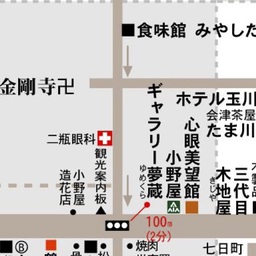 食味館 みやした
金剛寺卍
ホテル玉川
会津茶屋
たま川
ギャラリー夢蔵
ゆめくら
心眼美望館
小野屋
三代目
木地屋
きじや
二瓶眼科
観光案内板
小野屋
造花店
100m
(2分)
焼肉
七日町
B